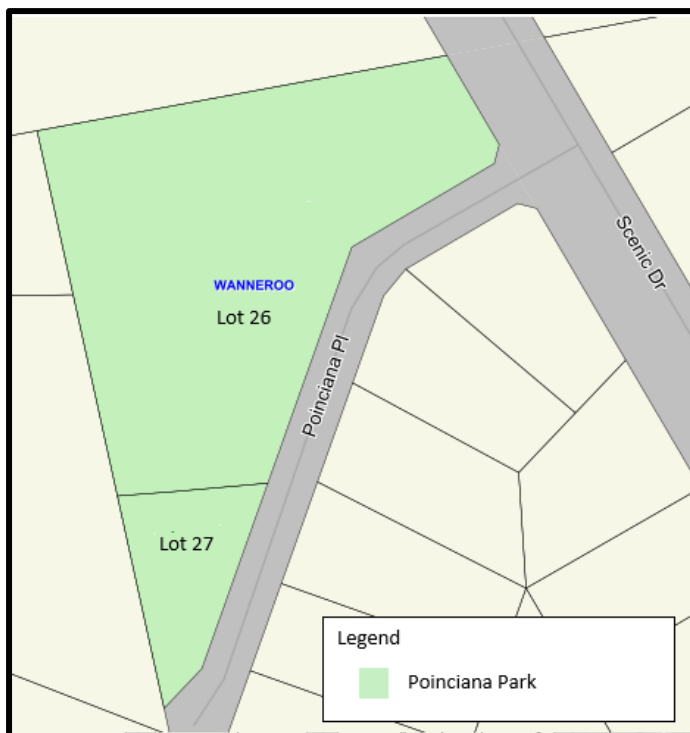 WANNEROO
Lot 26
Scenic Dr
Poinciana Pl
Lot 27
Legend
Poinciana Park